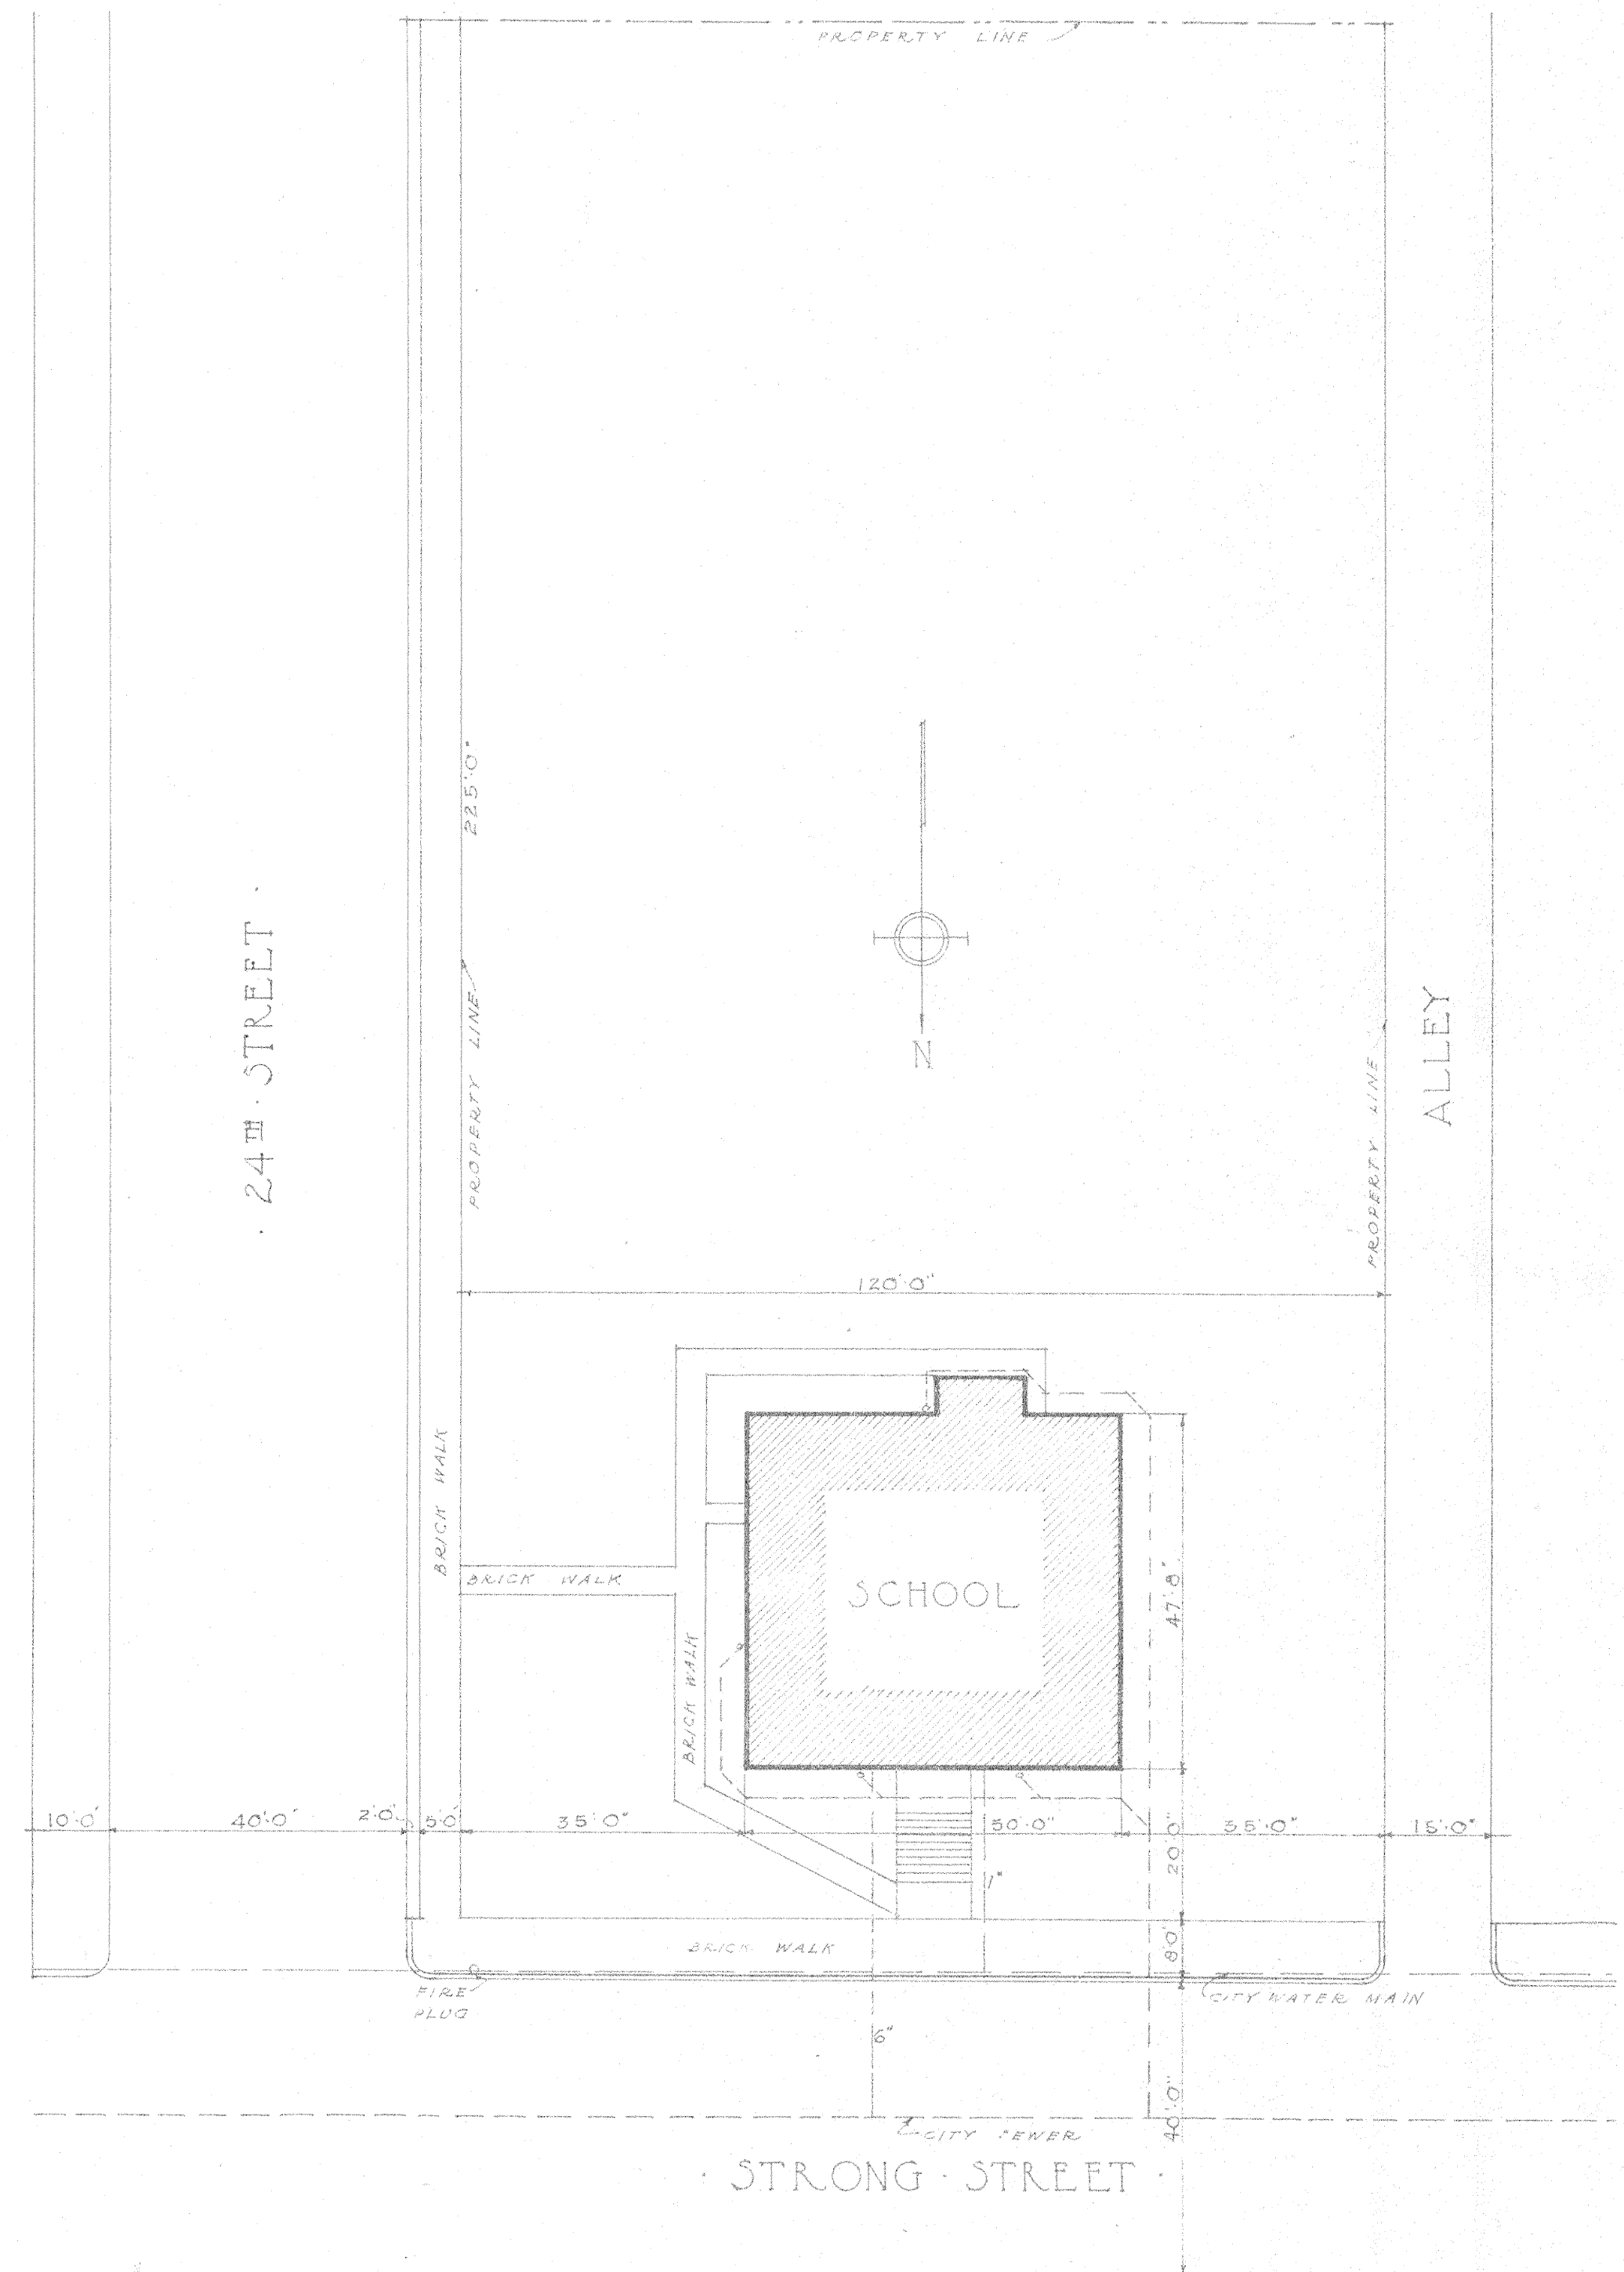 PROPERTY LINE
225'·0"
· 24TH · STREET ·
PROPERTY LINE
N
ALLEY
PROPERTY LINE
120'·0"
BRICK WALK
BRICK WALK
SCHOOL
47'·8"
BRICK WALK
10'·0'
40'·0'
2'·0'
5'·0'
35'·0"
50'·0"
35'·0"
15'·0"
20'·0"
1"
BRICK WALK
8'·0'
FIRE
PLUG
CITY WATER MAIN
6"
40'·0"
CITY SEWER
· STRONG · STREET ·